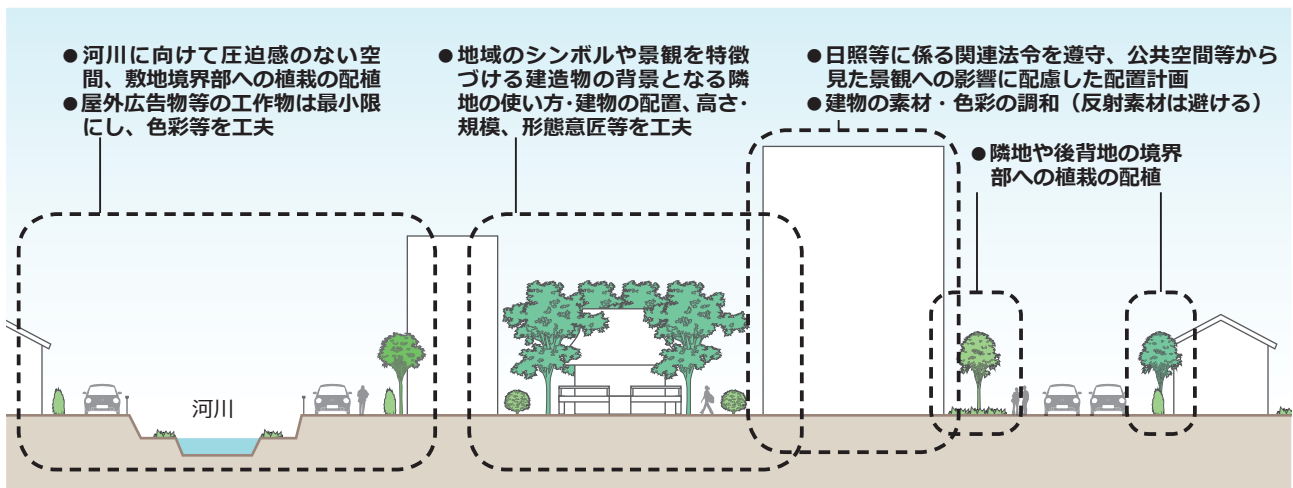 ●河川に向けて圧迫感のない空
間、敷地境界部への植栽の配植
●屋外広告物等の工作物は最小限
にし、色彩等を工夫
●地域のシンボルや景観を特徴
づける建造物の背景となる隣
地の使い方・建物の配置、高さ・
規模、形態意匠等を工夫
●日照等に係る関連法令を遵守、公共空間等から
見た景観への影響に配慮した配置計画
●建物の素材・色彩の調和（反射素材は避ける）
●隣地や後背地の境界
部への植栽の配植
河川